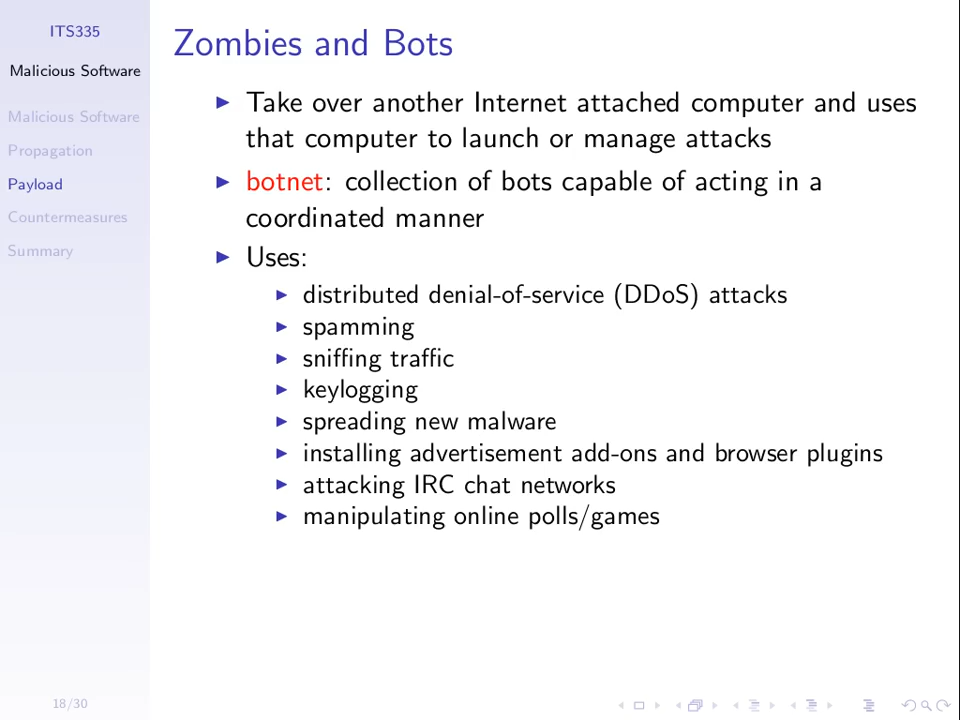 ITS335
Malicious Software
Malicious Software
Propagation
Payload
Countermeasures
Summary
18/30
Zombies and Bots
Take over another Internet attached computer and uses
that computer to launch or manage attacks
botnet: collection of bots capable of acting in a
coordinated manner
Uses:
distributed denial-of-service (DDoS) attacks
spamming
sniffing traffic
keylogging
spreading new malware
installing advertisement add-ons and browser plugins
attacking IRC chat networks
manipulating online polls/games